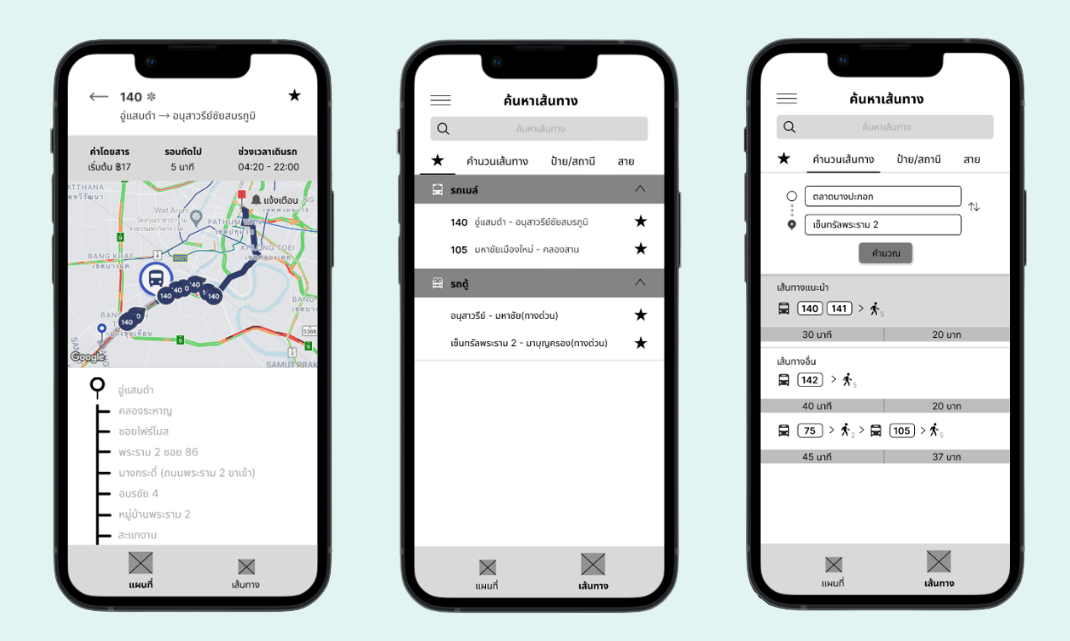 140 ❄
อู่แสมดำ → อนุสาวรีย์ชัยสมรภูมิ
ค่าโดยสาร รอบถัดไป ช่วงเวลาเดินรถ
เริ่มต้น ฿17 5 นาที 04:20 - 22:00
แจ้งเตือน
Wat Arun
BANG KHAE
SAMUT PRAK
140
140
140
140
Google
อู่แสมดำ
คลองระหาญ
ซอยโฟร์โมส
พระราม 2 ซอย 86
บางกระดี่ (ถนนพระราม 2 ขาเข้า)
อมรชัย 4
หมู่บ้านพระราม 2
สะแกงาม
แผนที่ เส้นทาง
ค้นหาเส้นทาง
ค้นหาเส้นทาง
คำนวนเส้นทาง ป้าย/สถานี สาย
รถเมล์
140 อู่แสมดำ - อนุสาวรีย์ชัยสมรภูมิ
105 มหาชัยเมืองใหม่ - คลองสาน
รถตู้
อนุสาวรีย์ - มหาชัย(ทางด่วน)
เซ็นทรัลพระราม 2 - มาบุญครอง(ทางด่วน)
แผนที่ เส้นทาง
ค้นหาเส้นทาง
ค้นหาเส้นทาง
คำนวนเส้นทาง ป้าย/สถานี สาย
ตลาดบางปะกอก
เซ็นทรัลพระราม 2
คำนวณ
เส้นทางแนะนำ
140 141 > 5
30 นาที 20 บาท
เส้นทางอื่น
142 > 5
40 นาที 20 บาท
75 > 2 > 105 > 5
45 นาที 37 บาท
แผนที่ เส้นทาง